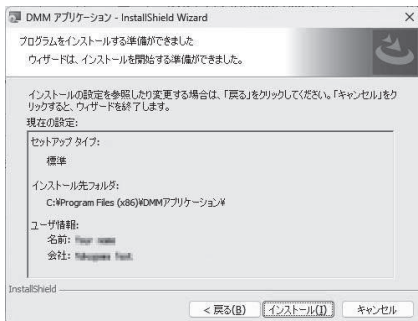 DMM アプリケーション - InstallShield Wizard
プログラムをインストールする準備ができました
ウィザードは、インストールを開始する準備ができました。
インストールの設定を参照したり変更する場合は、「戻る」をクリックしてください。「キャンセル」をク
リックすると、ウィザードを終了します。
現在の設定:
セットアップ タイプ:
標準
インストール先フォルダ:
C:¥Program Files (x86)¥DMMアプリケーション¥
ユーザ情報:
名前:
会社:
InstallShield
< 戻る(B)
インストール(I)
キャンセル